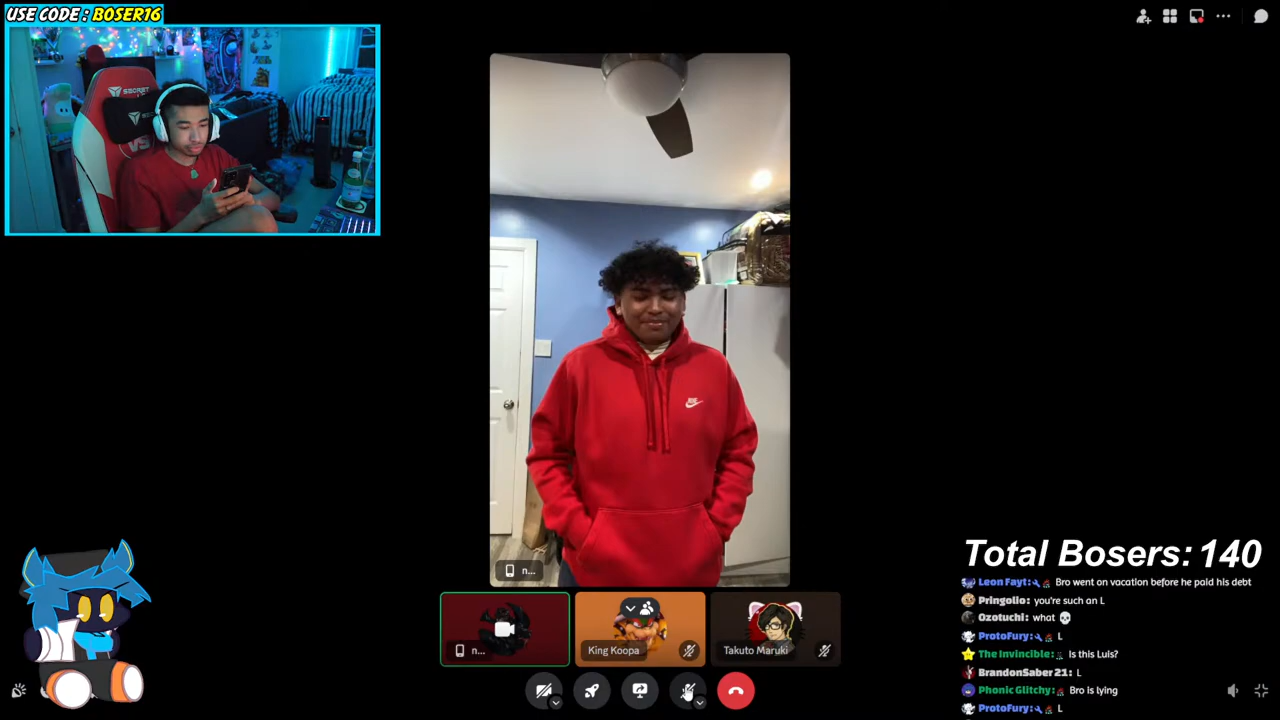 USE CODE : BOSER16
SECRET
n...
n...
King Koopa
Takuto Maruki
Total Bosers: 140
Leon Fayt: Bro went on vacation before he paid his debt
Pringolio: you're such an L
Ozotuchi: what 💀
ProtoFury: L
The Invincible: Is this Luis?
BrandonSaber21: L
Phonic Glitchy: Bro is lying
ProtoFury: L